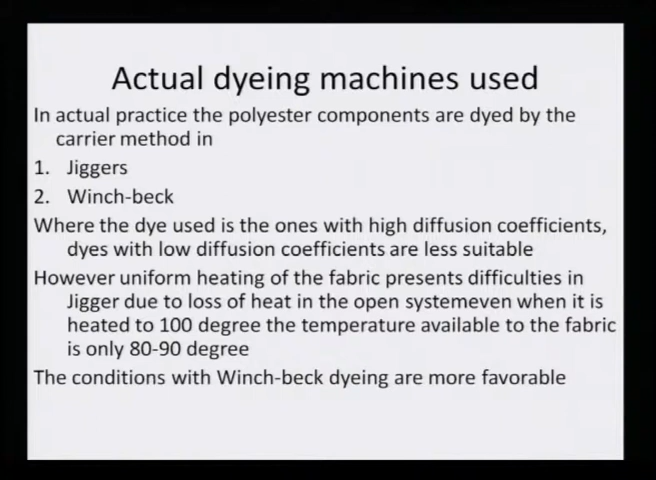 Actual dyeing machines used
In actual practice the polyester components are dyed by the
carrier method in
1. Jiggers
2. Winch-beck
Where the dye used is the ones with high diffusion coefficients,
dyes with low diffusion coefficients are less suitable
However uniform heating of the fabric presents difficulties in
Jigger due to loss of heat in the open systemeven when it is
heated to 100 degree the temperature available to the fabric
is only 80-90 degree
The conditions with Winch-beck dyeing are more favorable